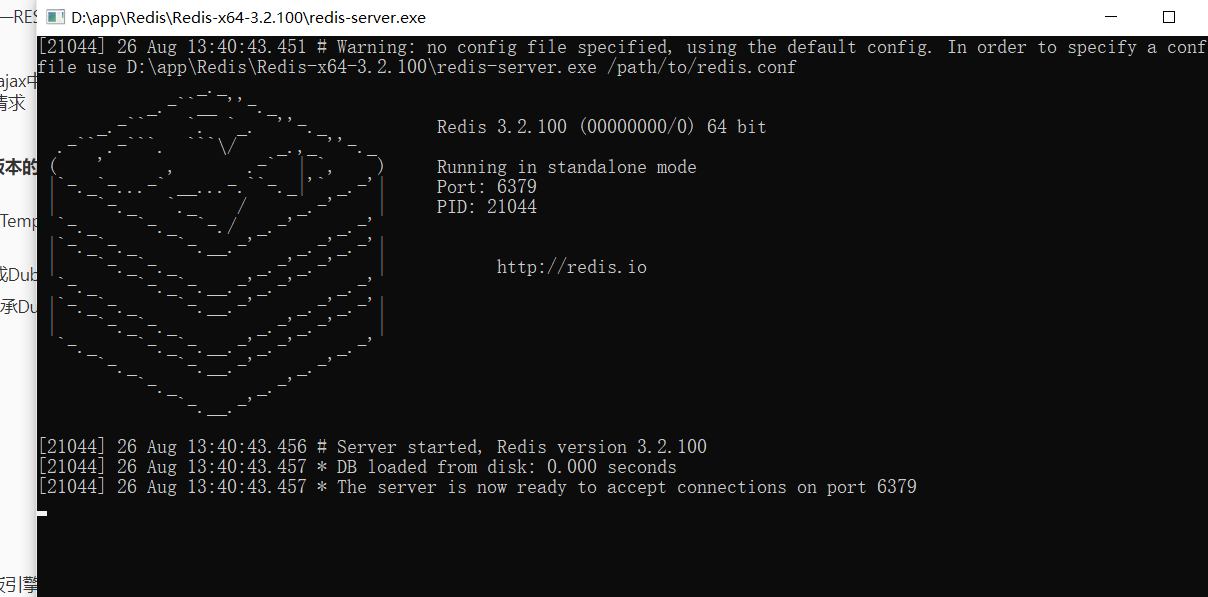 D:\app\Redis\Redis-x64-3.2.100\redis-server.exe
[21044] 26 Aug 13:40:43.451 # Warning: no config file specified, using the default config. In order to specify a conf
file use D:\app\Redis\Redis-x64-3.2.100\redis-server.exe /path/to/redis.conf
Redis 3.2.100 (00000000/0) 64 bit
Running in standalone mode
Port: 6379
PID: 21044
http://redis.io
[21044] 26 Aug 13:40:43.456 # Server started, Redis version 3.2.100
[21044] 26 Aug 13:40:43.457 * DB loaded from disk: 0.000 seconds
[21044] 26 Aug 13:40:43.457 * The server is now ready to accept connections on port 6379
—RES
ajax中
请求
版本的
Temp
成Dub
承Du
引擎